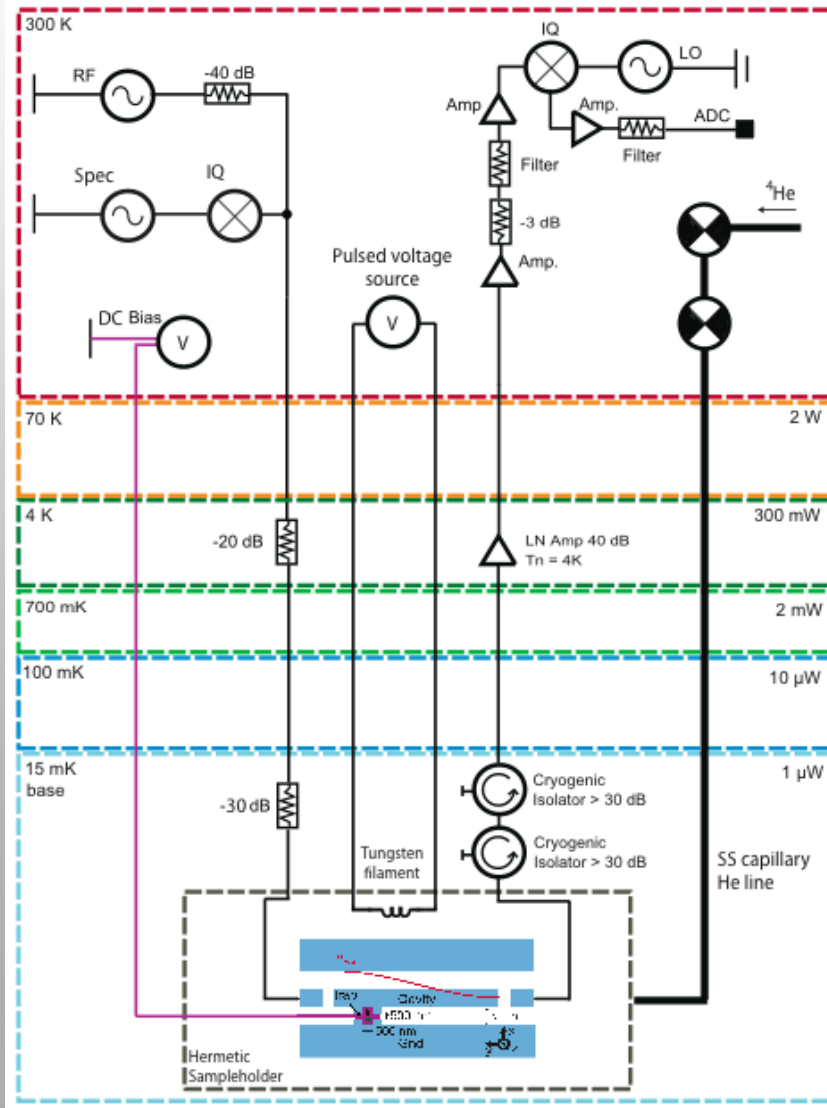 300 K
RF
-40 dB
Spec
IQ
DC Bias
V
Pulsed voltage
source
V
IQ
LO
Amp
Amp.
ADC
Filter
Filter
-3 dB
Amp.
4He
70 K
2 W
4 K
300 mW
-20 dB
LN Amp 40 dB
Tn = 4K
700 mK
2 mW
100 mK
10 µW
15 mK
base
1 µW
-30 dB
Cryogenic
Isolator > 30 dB
Cryogenic
Isolator > 30 dB
Tungsten
filament
SS capillary
He line
Trap
Cavity
500 nm
Gnd
Hermetic
Sampleholder